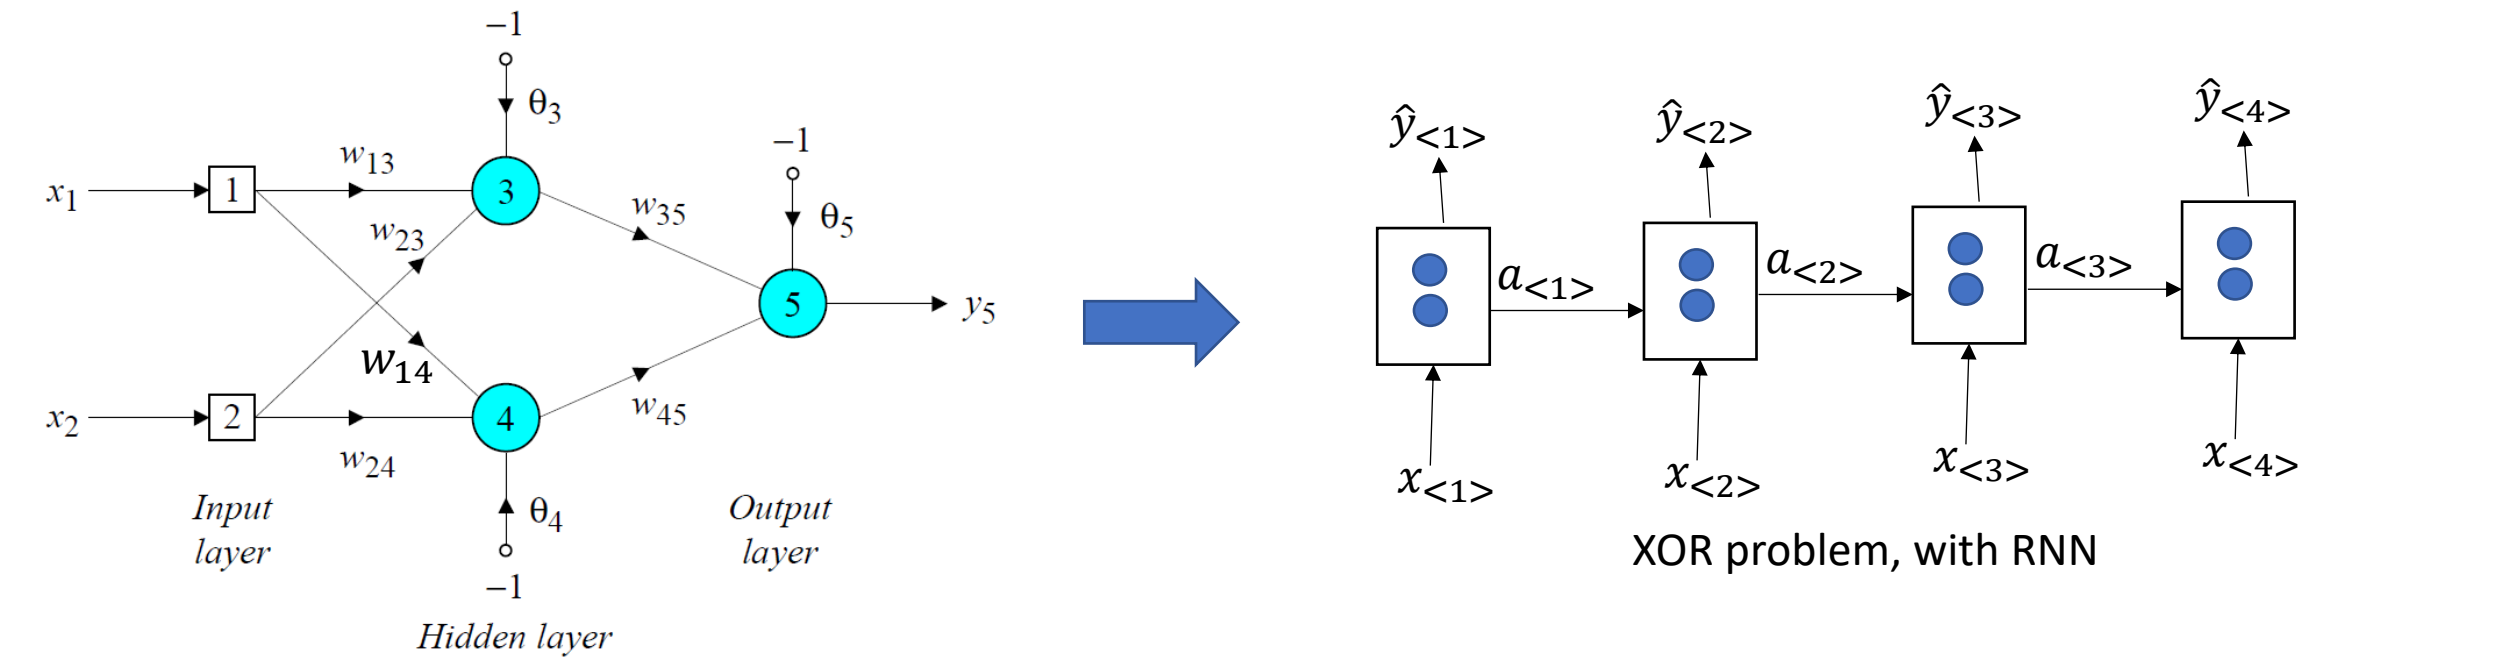 −1
θ3
−1
θ5
x1
1
w13
3
w35
w23
5
y5
w14
x2
2
4
w45
w24
θ4
−1
Input
layer
Output
layer
Hidden layer
ŷ<1>
ŷ<2>
ŷ<3>
ŷ<4>
a<1>
a<2>
a<3>
x<1>
x<2>
x<3>
x<4>
XOR problem, with RNN